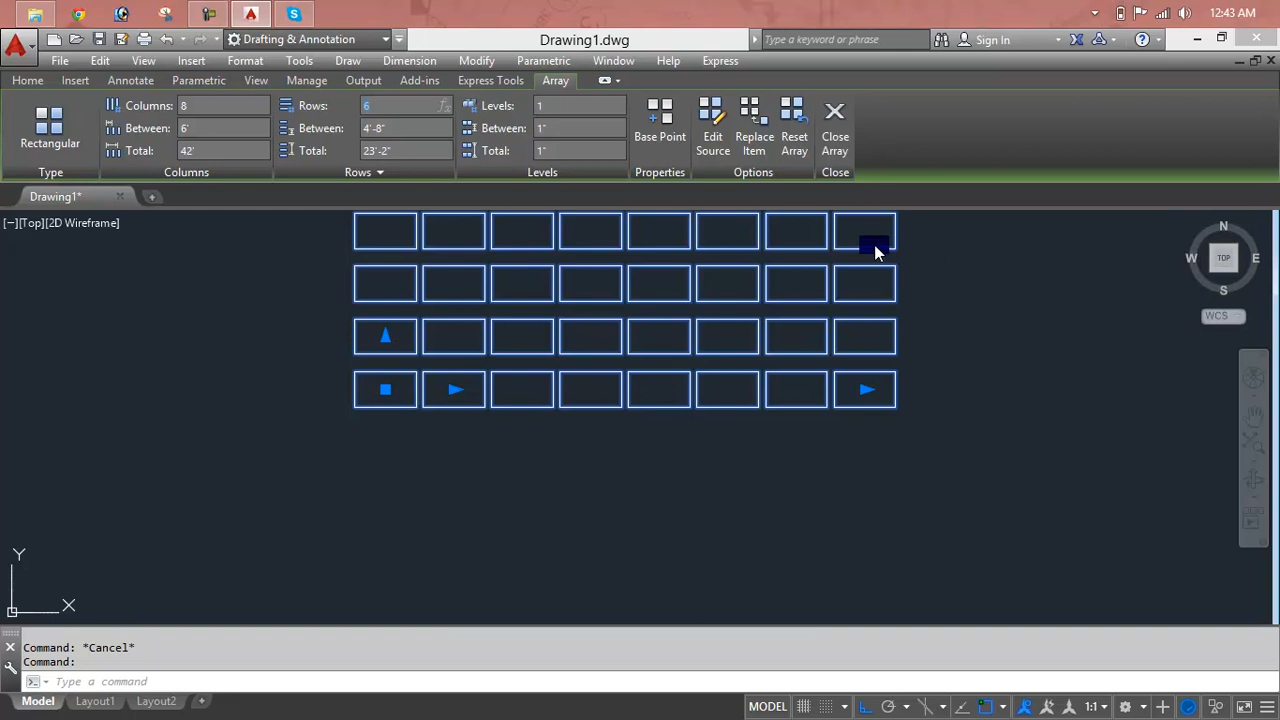 12:43 AM
Drafting & Annotation
Drawing1.dwg
Type a keyword or phrase
Sign In
File Edit View Insert Format Tools Draw Dimension Modify Parametric Window Help Express
Home Insert Annotate Parametric View Manage Output Add-ins Express Tools Array
Columns: 8 Rows: 6 fx Levels: 1
Between: 6' Between: 4'-8" Between: 1"
Total: 42' Total: 23'-2" Total: 1"
Rectangular
Base Point
Edit Source
Replace Item
Reset Array
Close Array
Type Columns Rows Levels Properties Options Close
Drawing1*
[−][Top][2D Wireframe]
N
W TOP E
S
WCS
Y
X
Command: *Cancel*
Command:
Type a command
Model Layout1 Layout2 +
MODEL 1:1